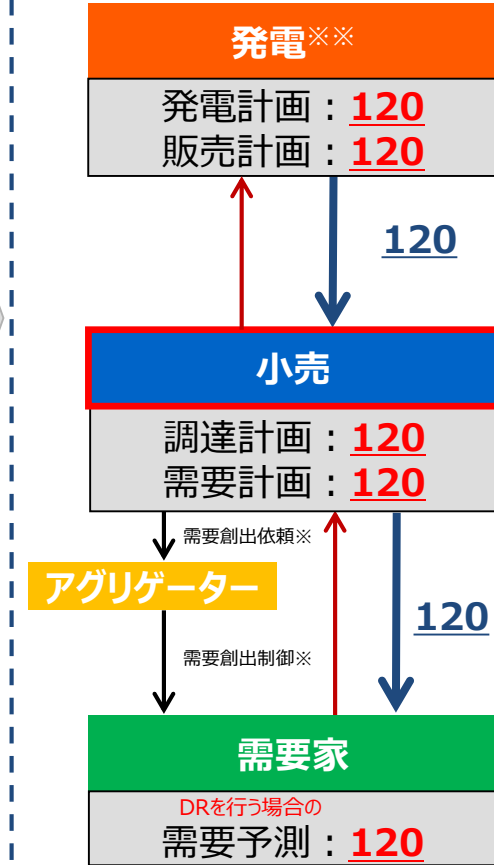 発電※※
発電計画：120
販売計画：120
120
小売
調達計画：120
需要計画：120
需要創出依頼※
アグリゲーター
120
需要創出制御※
需要家
DRを行う場合の
需要予測：120